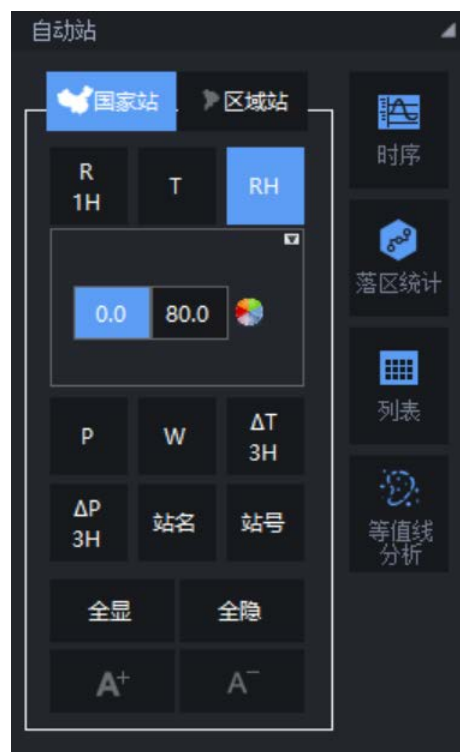 自动站
国家站
区域站
时序
R
1H
T
RH
落区统计
0.0
80.0
列表
P
W
ΔT
3H
ΔP
3H
站名
站号
等值线
分析
全显
全隐
A+
A−